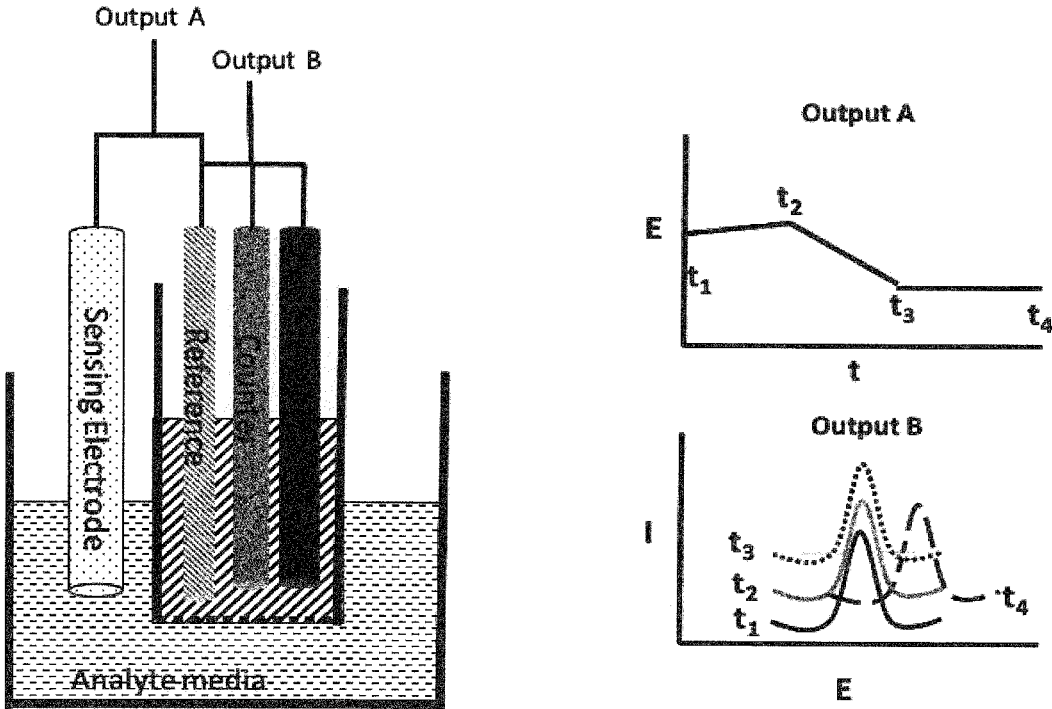 Output A
Output B
Sensing Electrode
Reference
Counter
Analyte media
Output A
E
t1
t2
t3
t4
t
Output B
I
t3
t2
t1
t4
E